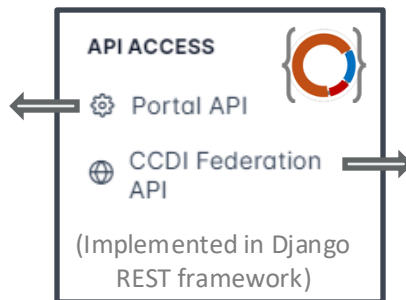 API ACCESS
Portal API
CCDI Federation
API
(Implemented in Django
REST framework)